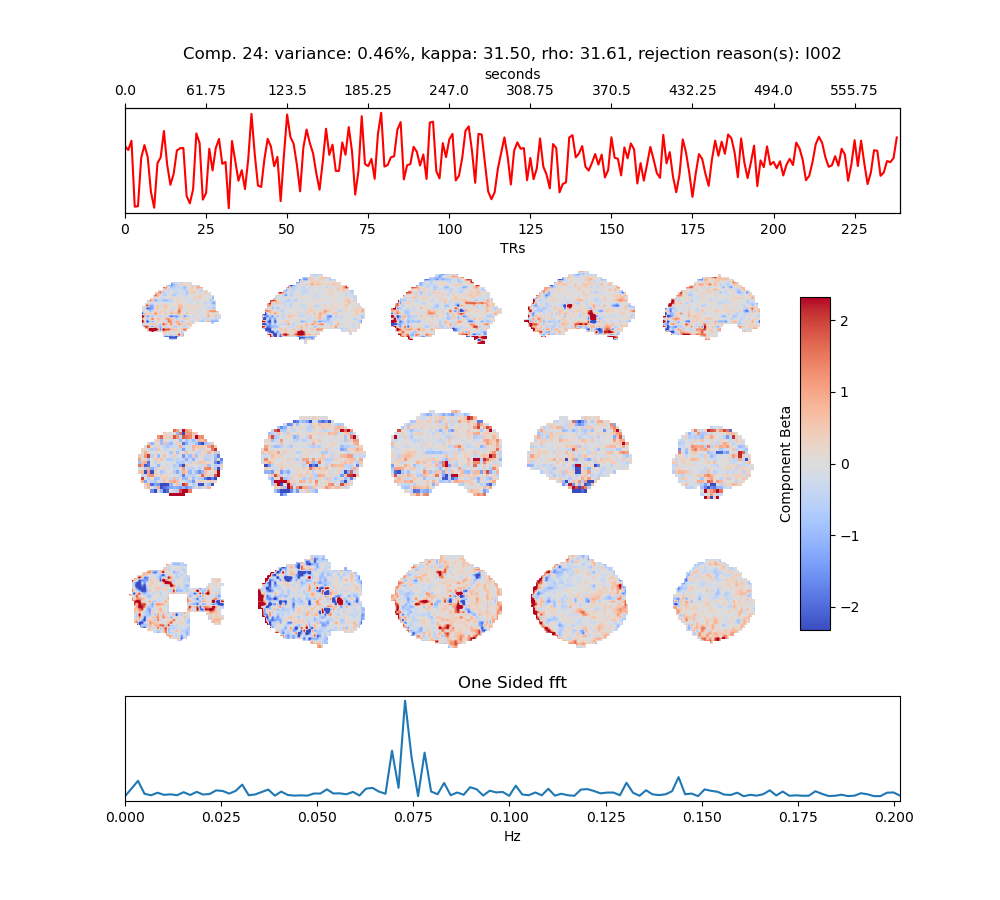 Comp. 24: variance: 0.46%, kappa: 31.50, rho: 31.61, rejection reason(s): I002
seconds
0.0 61.75 123.5 185.25 247.0 308.75 370.5 432.25 494.0 555.75
0 25 50 75 100 125 150 175 200 225
TRs
2
1
0
−1
−2
Component Beta
One Sided fft
0.000 0.025 0.050 0.075 0.100 0.125 0.150 0.175 0.200
Hz